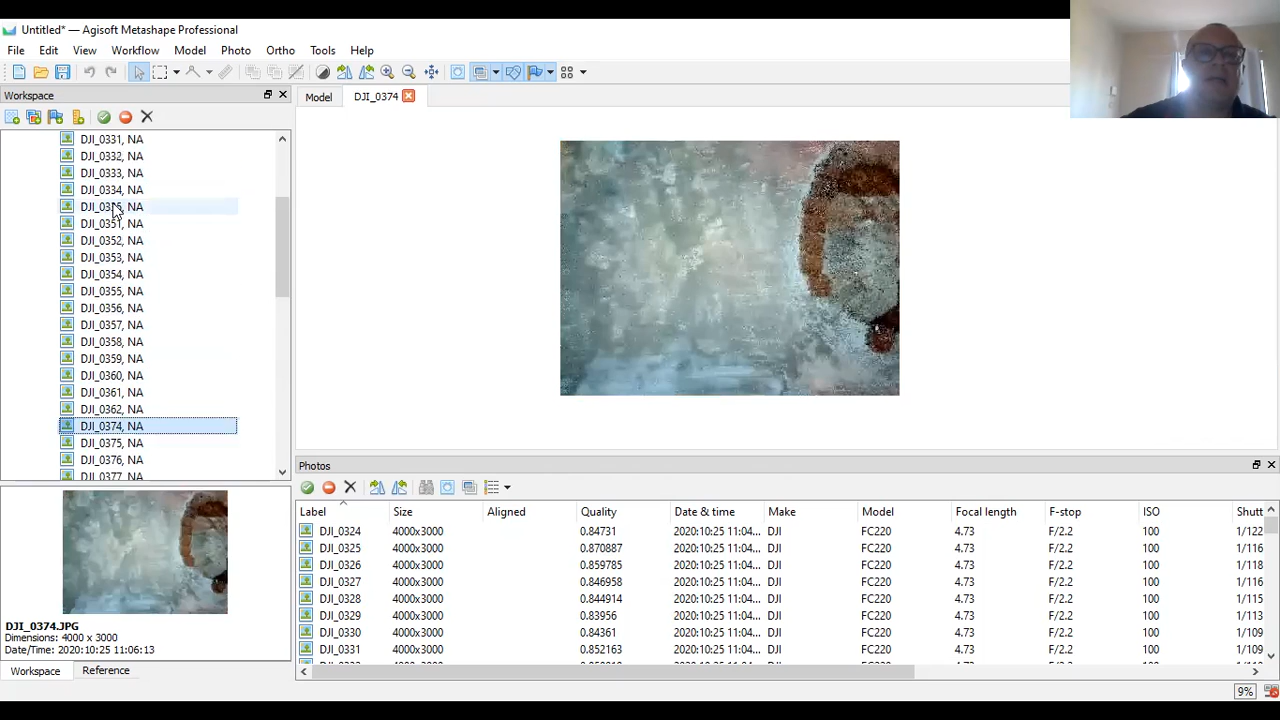 Untitled* — Agisoft Metashape Professional
File Edit View Workflow Model Photo Ortho Tools Help
Workspace
Model DJI_0374
DJI_0331, NA
DJI_0332, NA
DJI_0333, NA
DJI_0334, NA
NA
DJI_0351, NA
DJI_0352, NA
DJI_0353, NA
DJI_0354, NA
DJI_0355, NA
DJI_0356, NA
DJI_0357, NA
DJI_0358, NA
DJI_0359, NA
DJI_0360, NA
DJI_0361, NA
DJI_0362, NA
DJI_0374, NA
DJI_0375, NA
DJI_0376, NA
DJI_0377, NA
DJI_0374.JPG
Dimensions: 4000 x 3000
Date/Time: 2020:10:25 11:06:13
Workspace Reference
Photos
Label Size Aligned Quality Date & time Make Model Focal length F-stop ISO Shutt
DJI_0324 4000x3000 0.84731 2020:10:25 11:04... DJI FC220 4.73 F/2.2 100 1/122
DJI_0325 4000x3000 0.870887 2020:10:25 11:04... DJI FC220 4.73 F/2.2 100 1/116
DJI_0326 4000x3000 0.859785 2020:10:25 11:04... DJI FC220 4.73 F/2.2 100 1/118
DJI_0327 4000x3000 0.846958 2020:10:25 11:04... DJI FC220 4.73 F/2.2 100 1/116
DJI_0328 4000x3000 0.844914 2020:10:25 11:04... DJI FC220 4.73 F/2.2 100 1/115
DJI_0329 4000x3000 0.83956 2020:10:25 11:04... DJI FC220 4.73 F/2.2 100 1/113
DJI_0330 4000x3000 0.84361 2020:10:25 11:04... DJI FC220 4.73 F/2.2 100 1/109
DJI_0331 4000x3000 0.852163 2020:10:25 11:04... DJI FC220 4.73 F/2.2 100 1/109
9%